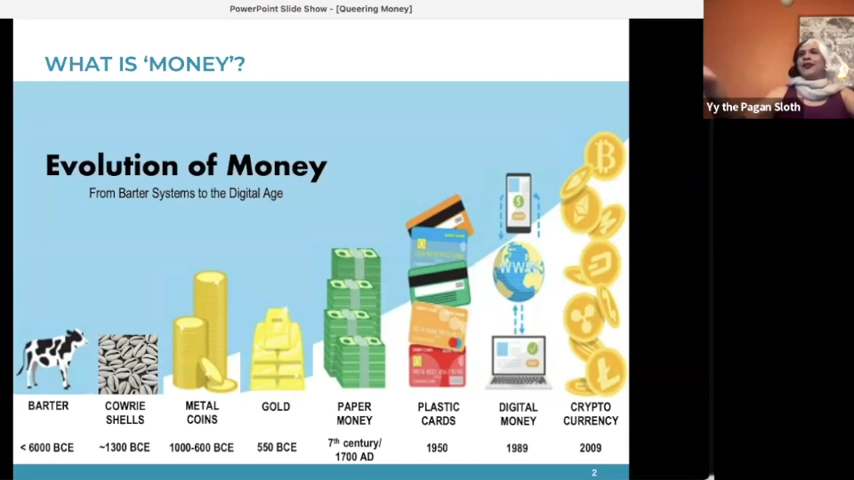 PowerPoint Slide Show - [Queering Money]
WHAT IS ‘MONEY’?
Yy the Pagan Sloth
Evolution of Money
From Barter Systems to the Digital Age
WWW
BARTER
< 6000 BCE
COWRIE
SHELLS
~1300 BCE
METAL
COINS
1000-600 BCE
GOLD
550 BCE
PAPER
MONEY
7th century/
1700 AD
PLASTIC
CARDS
1950
DIGITAL
MONEY
1989
CRYPTO
CURRENCY
2009
2